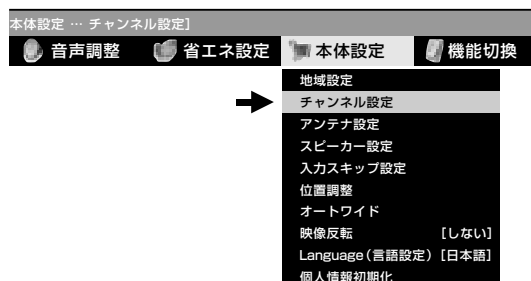 本体設定 … チャンネル設定]
音声調整 省エネ設定 本体設定 機能切換
地域設定
チャンネル設定
アンテナ設定
スピーカー設定
入力スキップ設定
位置調整
オートワイド
映像反転 [しない]
Language(言語設定) [日本語]
個人情報初期化